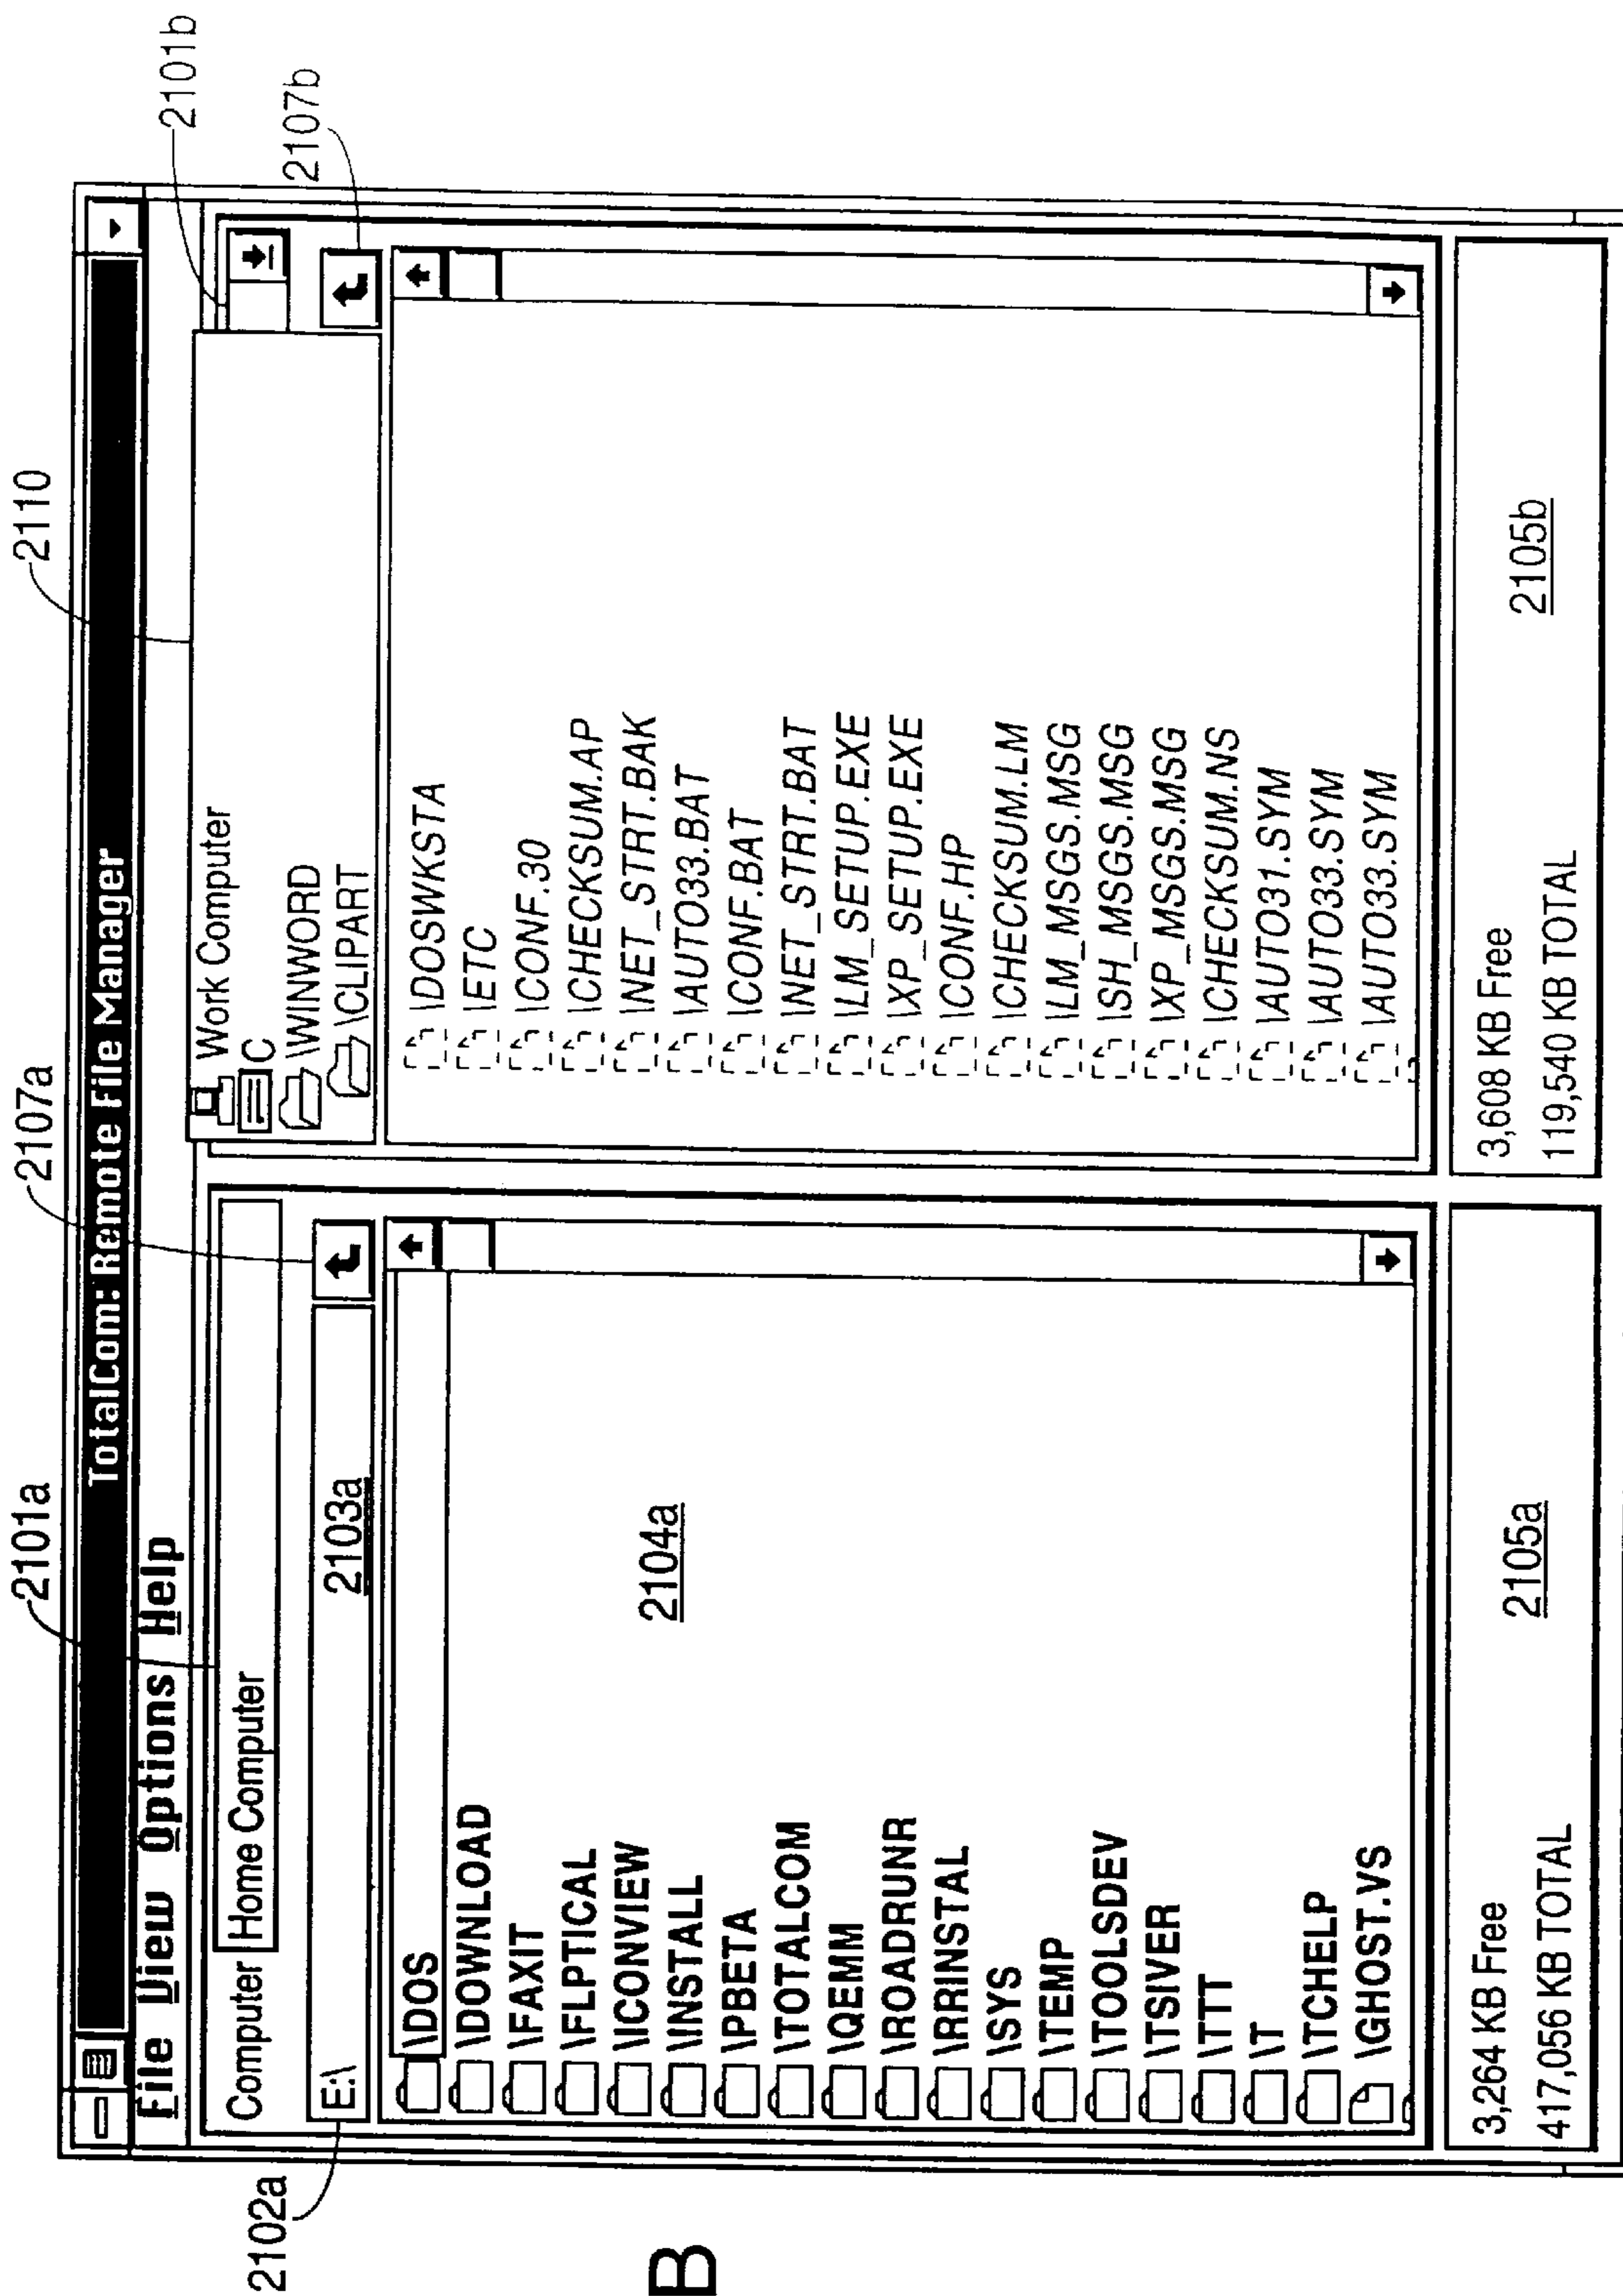 2101a
2107a
2110
2101b
2107b
2102a
TotalCom: Remote File Manager
File View Options Help
Computer Home Computer
E:\
2103a
\DOS
\DOWNLOAD
\FAXIT
\FLPTICAL
\ICONVIEW
\INSTALL
\PBETA
\TOTALCOM
\QEMM
\ROADRUNR
\RRINSTAL
\SYS
\TEMP
\TOOLSDEV
\TSIVER
\TTT
\T
\TCHELP
\GHOST.VS
2104a
3,264 KB Free
417,056 KB TOTAL
2105a
Work Computer
C
\WINWORD
\CLIPART
\DOSWKSTA
\ETC
\CONF.30
\CHECKSUM.AP
\NET_STRT.BAK
\AUTO33.BAT
\CONF.BAT
\NET_STRT.BAT
\LM_SETUP.EXE
\XP_SETUP.EXE
\CONF.HP
\CHECKSUM.LM
\LM_MSGS.MSG
\SH_MSGS.MSG
\XP_MSGS.MSG
\CHECKSUM.NS
\AUTO31.SYM
\AUTO33.SYM
\AUTO33.SYM
3,608 KB Free
119,540 KB TOTAL
2105b
B